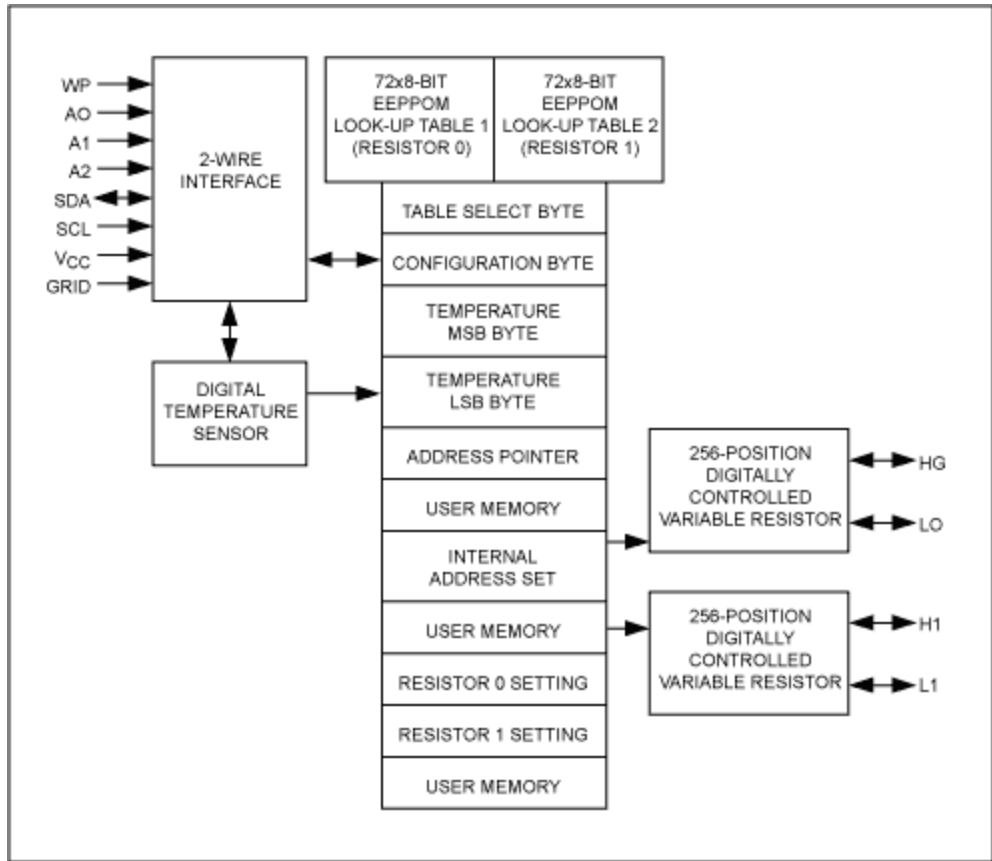 WP
AO
A1
A2
SDA
SCL
VCC
GRID
2-WIRE
INTERFACE
DIGITAL
TEMPERATURE
SENSOR
72x8-BIT
EEPPOM
LOOK-UP TABLE 1
(RESISTOR 0)
72x8-BIT
EEPPOM
LOOK-UP TABLE 2
(RESISTOR 1)
TABLE SELECT BYTE
CONFIGURATION BYTE
TEMPERATURE
MSB BYTE
TEMPERATURE
LSB BYTE
ADDRESS POINTER
USER MEMORY
INTERNAL
ADDRESS SET
USER MEMORY
RESISTOR 0 SETTING
RESISTOR 1 SETTING
USER MEMORY
256-POSITION
DIGITALLY
CONTROLLED
VARIABLE RESISTOR
HG
LO
256-POSITION
DIGITALLY
CONTROLLED
VARIABLE RESISTOR
H1
L1